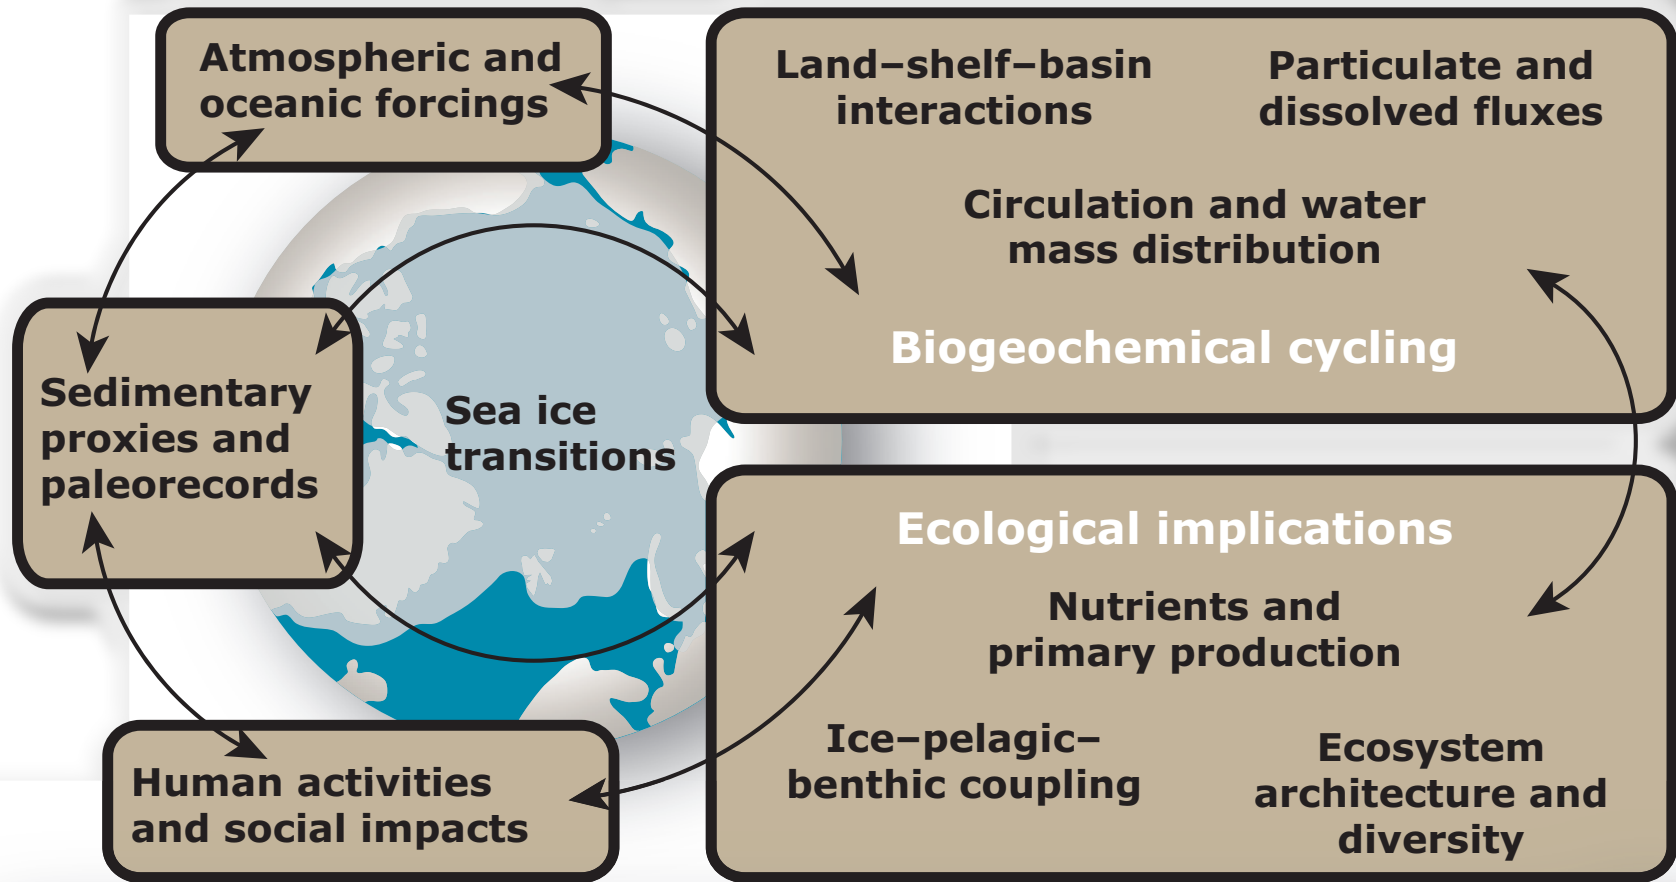 Atmospheric and
oceanic forcings
Land–shelf–basin
interactions
Particulate and
dissolved fluxes
Circulation and water
mass distribution
Biogeochemical cycling
Sedimentary
proxies and
paleorecords
Sea ice
transitions
Ecological implications
Nutrients and
primary production
Ice–pelagic–
benthic coupling
Ecosystem
architecture and
diversity
Human activities
and social impacts